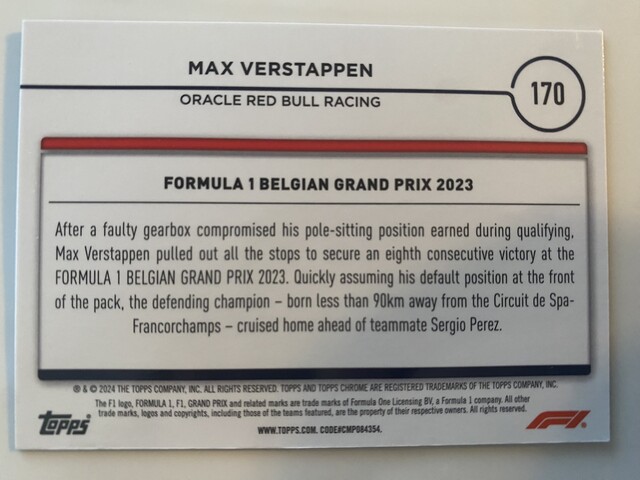 MAX VERSTAPPEN
170
ORACLE RED BULL RACING
FORMULA 1 BELGIAN GRAND PRIX 2023
After a faulty gearbox compromised his pole-sitting position earned during qualifying,
Max Verstappen pulled out all the stops to secure an eighth consecutive victory at the
FORMULA 1 BELGIAN GRAND PRIX 2023. Quickly assuming his default position at the front
of the pack, the defending champion – born less than 90km away from the Circuit de Spa-
Francorchamps – cruised home ahead of teammate Sergio Perez.
® & © 2024 THE TOPPS COMPANY, INC. ALL RIGHTS RESERVED. TOPPS AND TOPPS CHROME ARE REGISTERED TRADEMARKS OF THE TOPPS COMPANY, INC.
The F1 logo, FORMULA 1, F1, GRAND PRIX and related marks are trade marks of Formula One Licensing BV, a Formula 1 company. All other
trade marks, logos and copyrights, including those of the teams featured, are the property of their respective owners. All rights reserved.
topps
F1
WWW.TOPPS.COM. CODE#CMP084354.